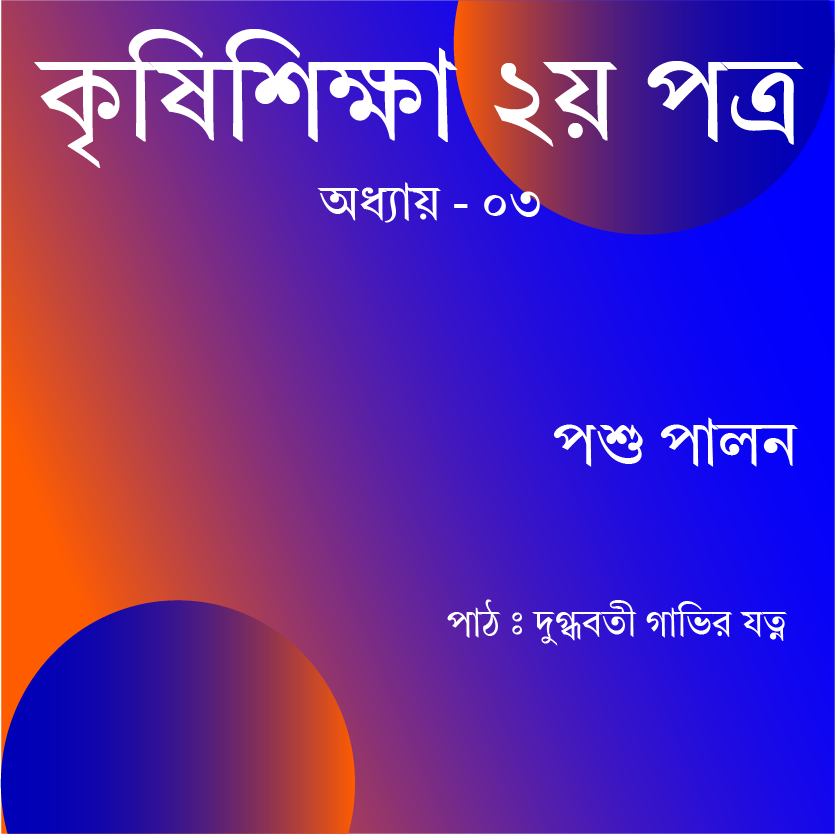 কৃষিশিক্ষা ২য় পত্র
অধ্যায় - ০৩
পশু পালন
পাঠ ঃ দুগ্ধবতী গাভির যত্ন